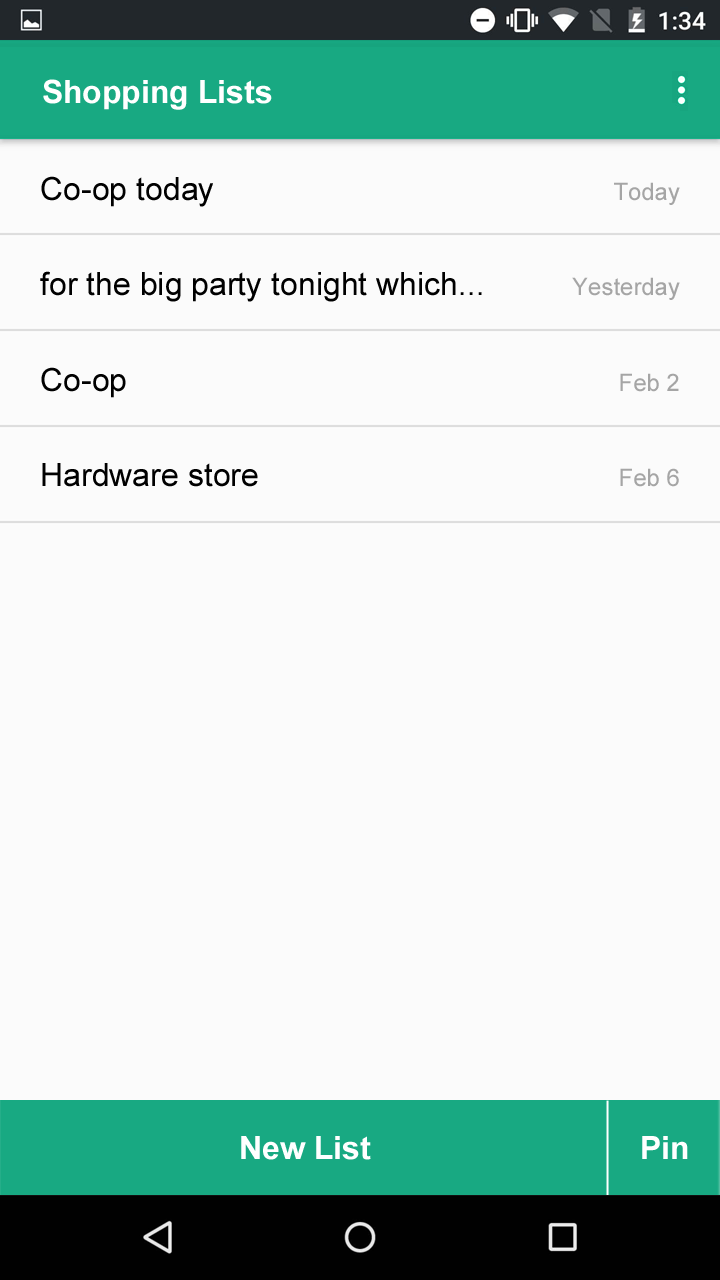 1:34
Shopping Lists
Co-op today Today
for the big party tonight which... Yesterday
Co-op Feb 2
Hardware store Feb 6
New List Pin